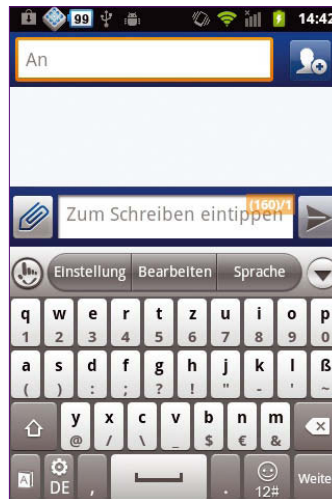 99 14:42
An
(160)/1
Zum Schreiben eintippen
Einstellung Bearbeiten Sprache
q w e r t z u i o p
1 2 3 4 5 6 7 8 9 0
a s d f g h j k l ß
( ) : ; ? ! " - ' ~
y x c v b n m
@ / \ _ $ € &
A DE , . 12# Weite